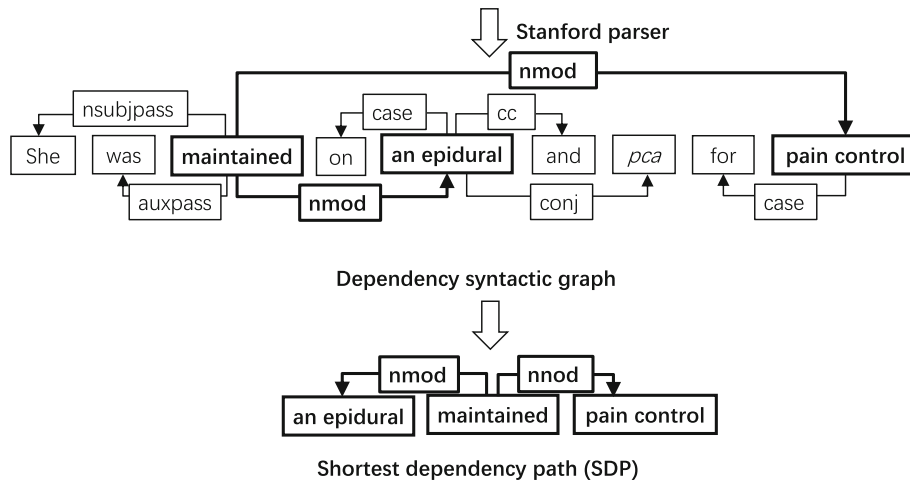 Stanford parser
nmod
nsubjpass
case
cc
She was maintained on an epidural and pca for pain control
auxpass
nmod
conj
case
Dependency syntactic graph
nmod
nnod
an epidural maintained pain control
Shortest dependency path (SDP)